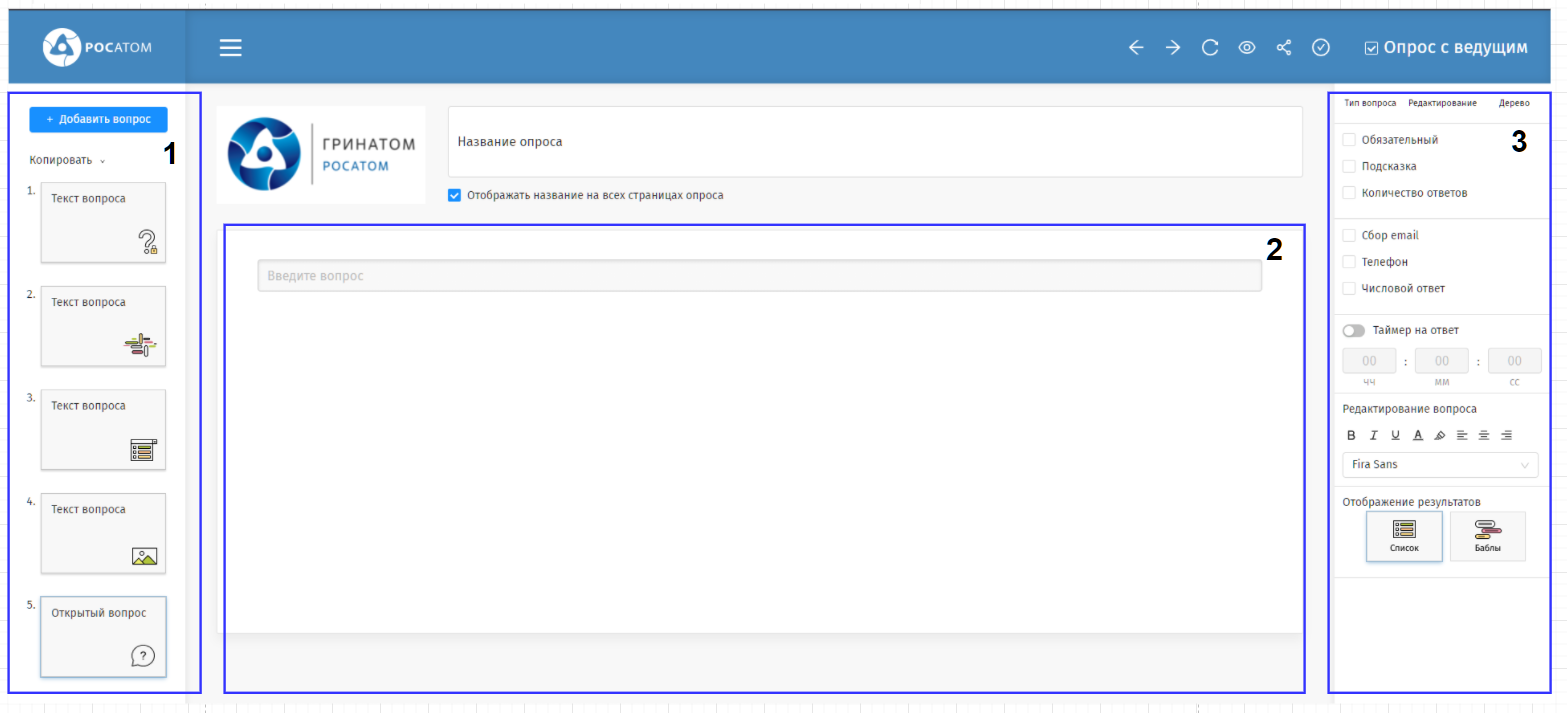 РОСАТОМ
Опрос с ведущим
+ Добавить вопрос
1
Копировать
1.
Текст вопроса
2.
Текст вопроса
3.
Текст вопроса
4.
Текст вопроса
5.
Открытый вопрос
?
ГРИНАТОМ
РОСАТОМ
Название опроса
Отображать название на всех страницах опроса
2
Введите вопрос
Тип вопроса Редактирование Дерево
3
Обязательный
Подсказка
Количество ответов
Сбор email
Телефон
Числовой ответ
Таймер на ответ
00 : 00 : 00
чч мм сс
Редактирование вопроса
B I U A
Fira Sans
Отображение результатов
Список Баблы